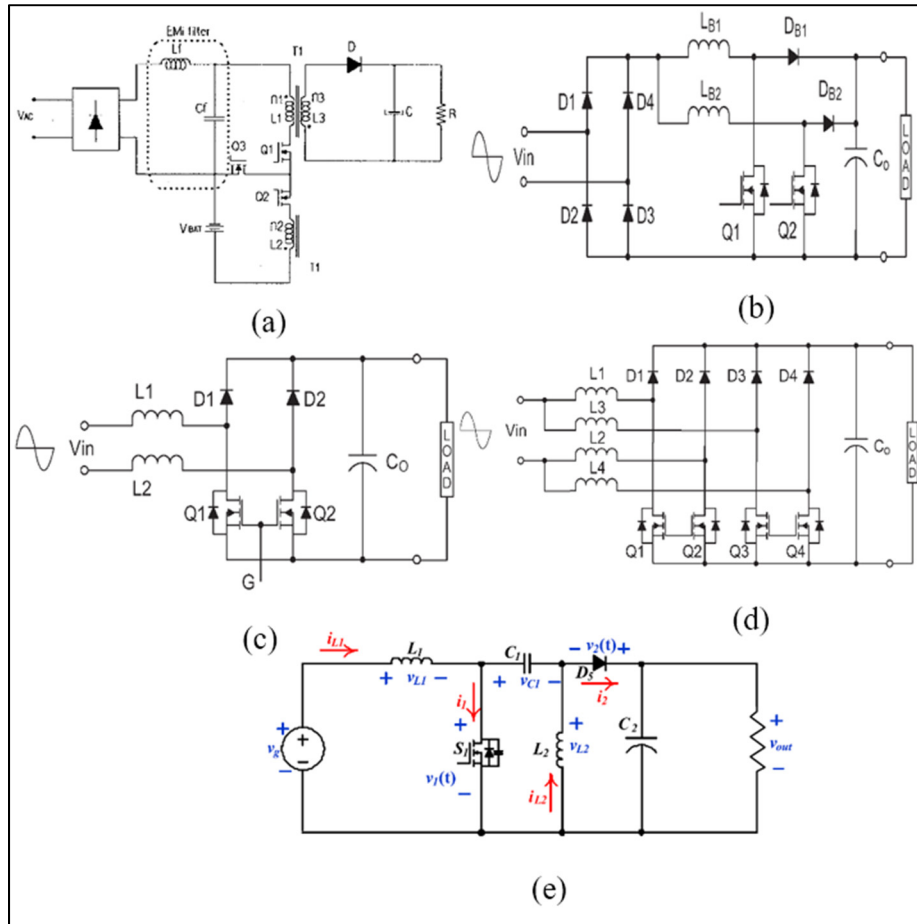 EMi filter
Lf
T1
D
VAC
Cf
n1
L1
n3
L3
C
R
Q3
Q1
Q2
VBAT
n2
L2
T1
(a)
LB1
DB1
LB2
DB2
D1
D4
Vin
CO
LOAD
D2
D3
Q1
Q2
(b)
L1
D1
D2
Vin
L2
CO
LOAD
Q1
Q2
G
(c)
L1
D1
D2
D3
D4
L3
Vin
L2
L4
CO
LOAD
Q1
Q2
Q3
Q4
(d)
iL1
L1
C1
− v2(t) +
+ vL1 −
+ vC1 −
D5
i1
i2
+
vg
−
+
−
+
S1
v1(t)
−
L2
+
vL2
−
iL2
C2
+
vout
−
(e)